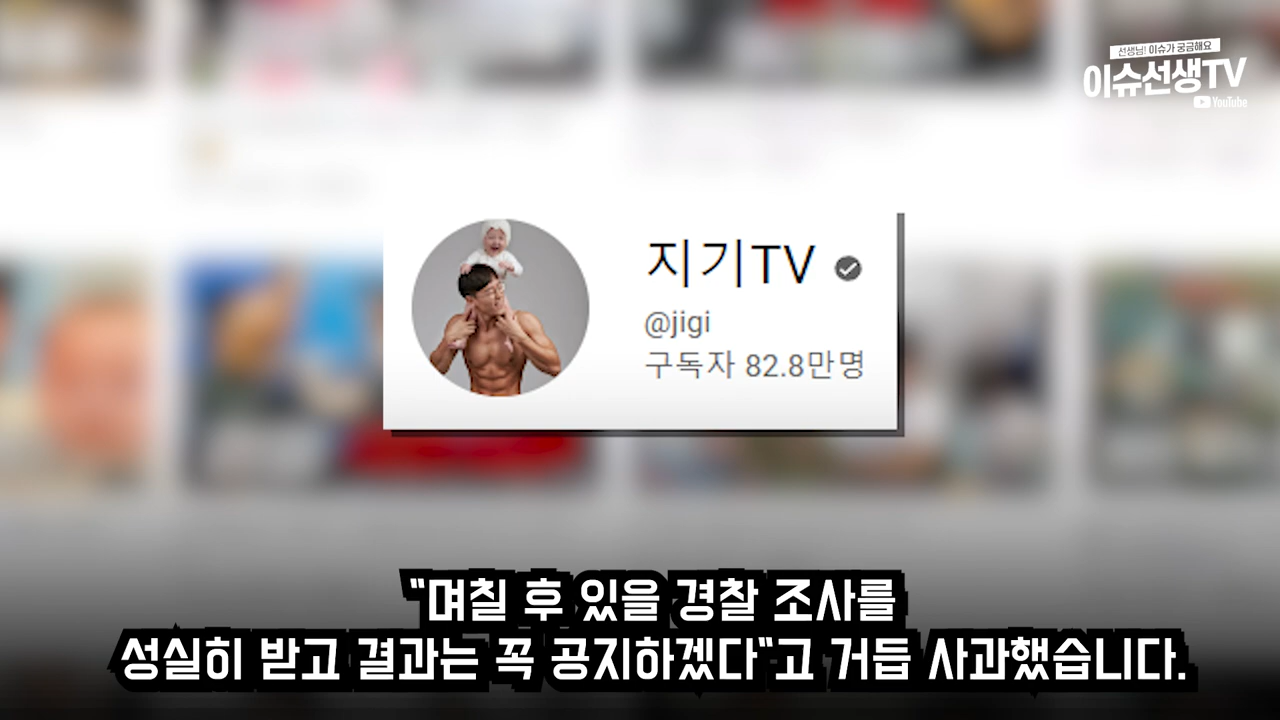 선생님! 이슈가 궁금해요
이슈선생TV
YouTube
지기TV
@jigi
구독자 82.8만명
"며칠 후 있을 경찰 조사를
성실히 받고 결과는 꼭 공지하겠다"고 거듭 사과했습니다.